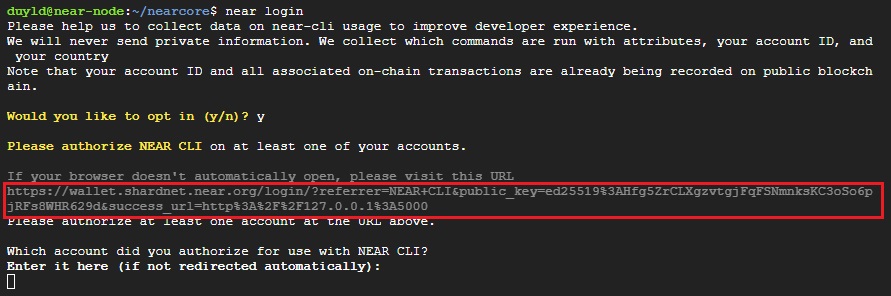 duyld@near-node:~/nearcore$ near login
Please help us to collect data on near-cli usage to improve developer experience.
We will never send private information. We collect which commands are run with attributes, your account ID, and
your country
Note that your account ID and all associated on-chain transactions are already being recorded on public blockch
ain.
Would you like to opt in (y/n)? y
Please authorize NEAR CLI on at least one of your accounts.
If your browser doesn't automatically open, please visit this URL
https://wallet.shardnet.near.org/login/?referrer=NEAR+CLI&public_key=ed25519%3AHfg5ZrCLXgzvtgjFqFSNmnksKC3oSo6p
jRFs8WHR629d&success_url=http%3A%2F%2F127.0.0.1%3A5000
Please authorize at least one account at the URL above.
Which account did you authorize for use with NEAR CLI?
Enter it here (if not redirected automatically):